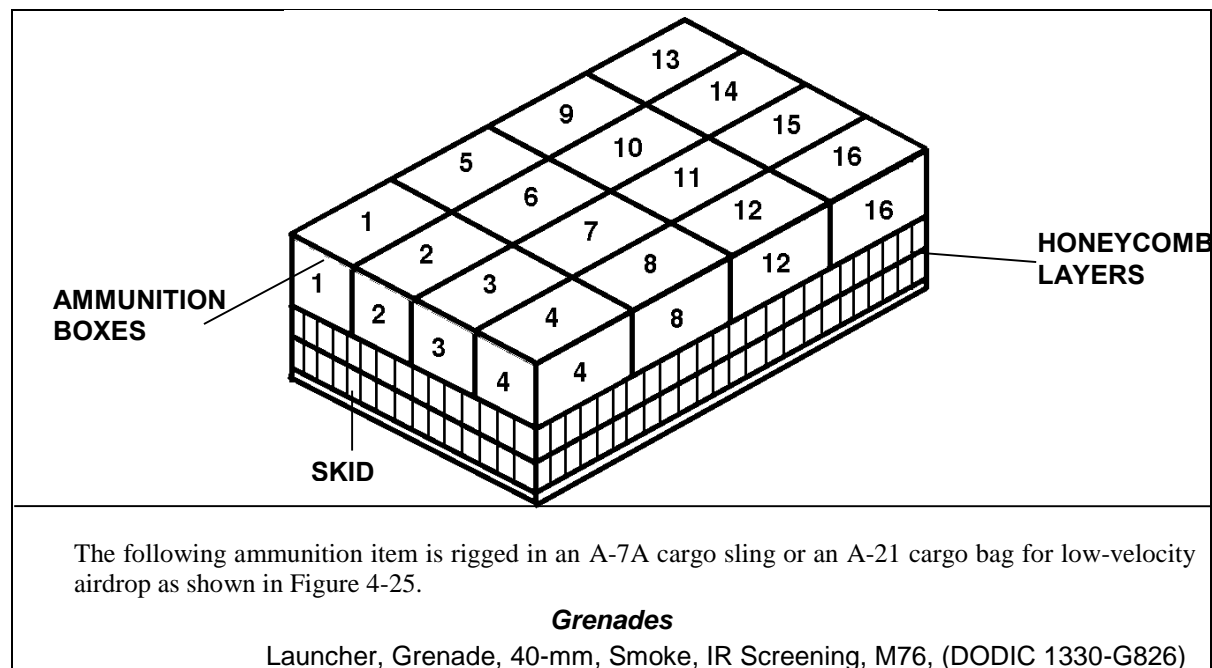 13
14
9
15
10
5
16
11
6
16
12
1
7
12
2
8
3
8
1
4
2
4
3
4
HONEYCOMB
LAYERS
AMMUNITION
BOXES
SKID
The following ammunition item is rigged in an A-7A cargo sling or an A-21 cargo bag for low-velocity
airdrop as shown in Figure 4-25.
Grenades
Launcher, Grenade, 40-mm, Smoke, IR Screening, M76, (DODIC 1330-G826)